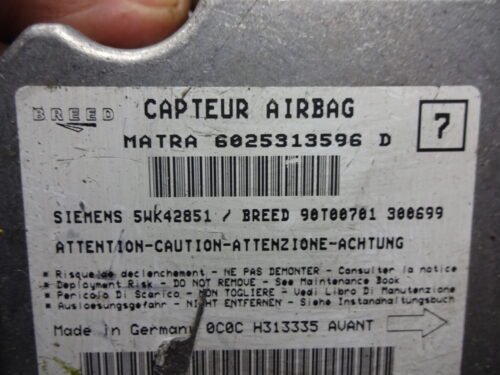 BREED
CAPTEUR AIRBAG
7
MATRA 6025313596 D
SIEMENS 5WK42851 / BREED 90T00701 300699
ATTENTION-CAUTION-ATTENZIONE-ACHTUNG
▪ Risque de declenchement - NE PAS DEMONTER - Consulter la notice
▪ Deployment Risk - DO NOT REMOVE - See Maintenance Book
▪ Pericolo Di Scarico - NON TOGLIERE - Vedi Libro Di Manutenzione
▪ Ausloesungsgefahr - NICHT ENTFERNEN - Siehe Instandhaltungsbuch
Made in Germany 0C0C H313335 AVANT